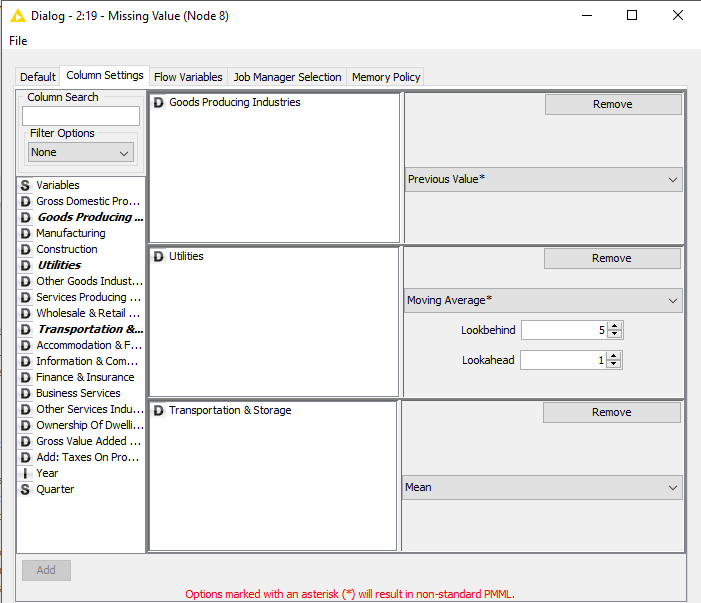 Dialog - 2:19 - Missing Value (Node 8)
File
Default Column Settings Flow Variables Job Manager Selection Memory Policy
Column Search
Filter Options
None
S Variables
D Gross Domestic Pro...
D Goods Producing ...
D Manufacturing
D Construction
D Utilities
D Other Goods Indust...
D Services Producing ...
D Wholesale & Retail ...
D Transportation &...
D Accommodation & F...
D Information & Com...
D Finance & Insurance
D Business Services
D Other Services Indu...
D Ownership Of Dwelli...
D Gross Value Added ...
D Add: Taxes On Pro...
I Year
S Quarter
Add
D Goods Producing Industries
Remove
Previous Value*
D Utilities
Remove
Moving Average*
Lookbehind 5
Lookahead 1
D Transportation & Storage
Remove
Mean
Options marked with an asterisk (*) will result in non-standard PMML.